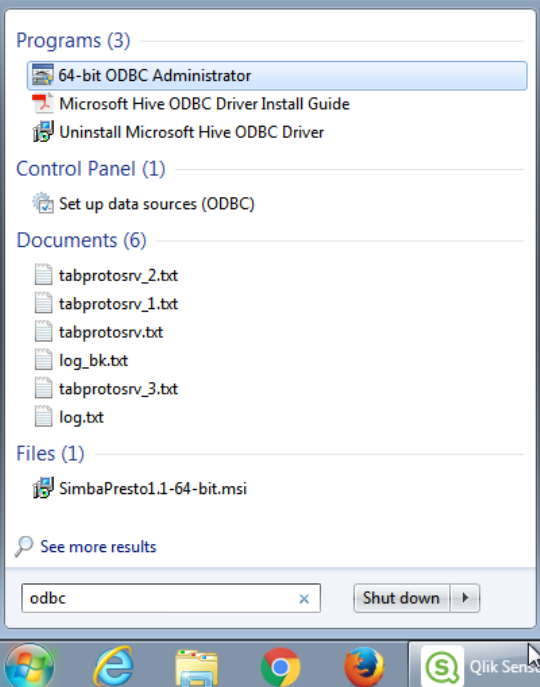 Programs (3)
64-bit ODBC Administrator
Microsoft Hive ODBC Driver Install Guide
Uninstall Microsoft Hive ODBC Driver
Control Panel (1)
Set up data sources (ODBC)
Documents (6)
tabprotosrv_2.txt
tabprotosrv_1.txt
tabprotosrv.txt
log_bk.txt
tabprotosrv_3.txt
log.txt
Files (1)
SimbaPresto1.1-64-bit.msi
See more results
odbc
Shut down
Qlik Sense